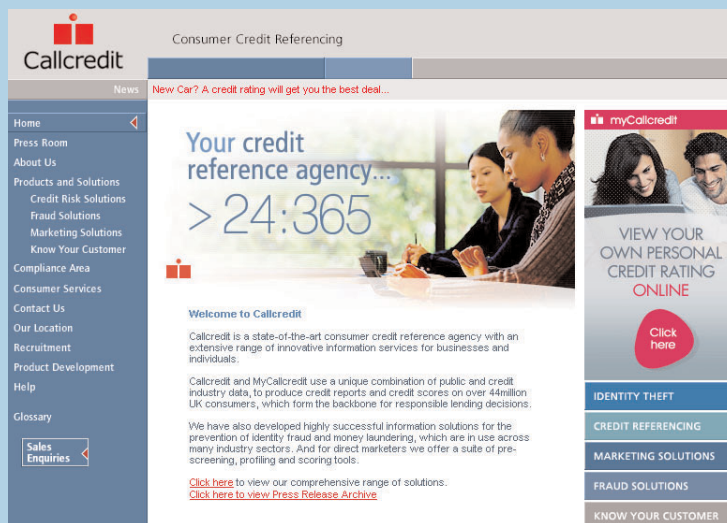 Callcredit
Consumer Credit Referencing
News
New Car? A credit rating will get you the best deal...
Home
Press Room
About Us
Products and Solutions
Credit Risk Solutions
Fraud Solutions
Marketing Solutions
Know Your Customer
Compliance Area
Consumer Services
Contact Us
Our Location
Recruitment
Product Development
Help
Glossary
Sales
Enquiries
Your credit
reference agency...
> 24:365
Welcome to Callcredit
Callcredit is a state-of-the-art consumer credit reference agency with an
extensive range of innovative information services for businesses and
individuals.
Callcredit and MyCallcredit use a unique combination of public and credit
industry data, to produce credit reports and credit scores on over 44million
UK consumers, which form the backbone for responsible lending decisions.
We have also developed highly successful information solutions for the
prevention of identity fraud and money laundering, which are in use across
many industry sectors. And for direct marketers we offer a suite of pre-
screening, profiling and scoring tools.
Click here to view our comprehensive range of solutions.
Click here to view Press Release Archive
myCallcredit
VIEW YOUR
OWN PERSONAL
CREDIT RATING
ONLINE
Click
here
IDENTITY THEFT
CREDIT REFERENCING
MARKETING SOLUTIONS
FRAUD SOLUTIONS
KNOW YOUR CUSTOMER